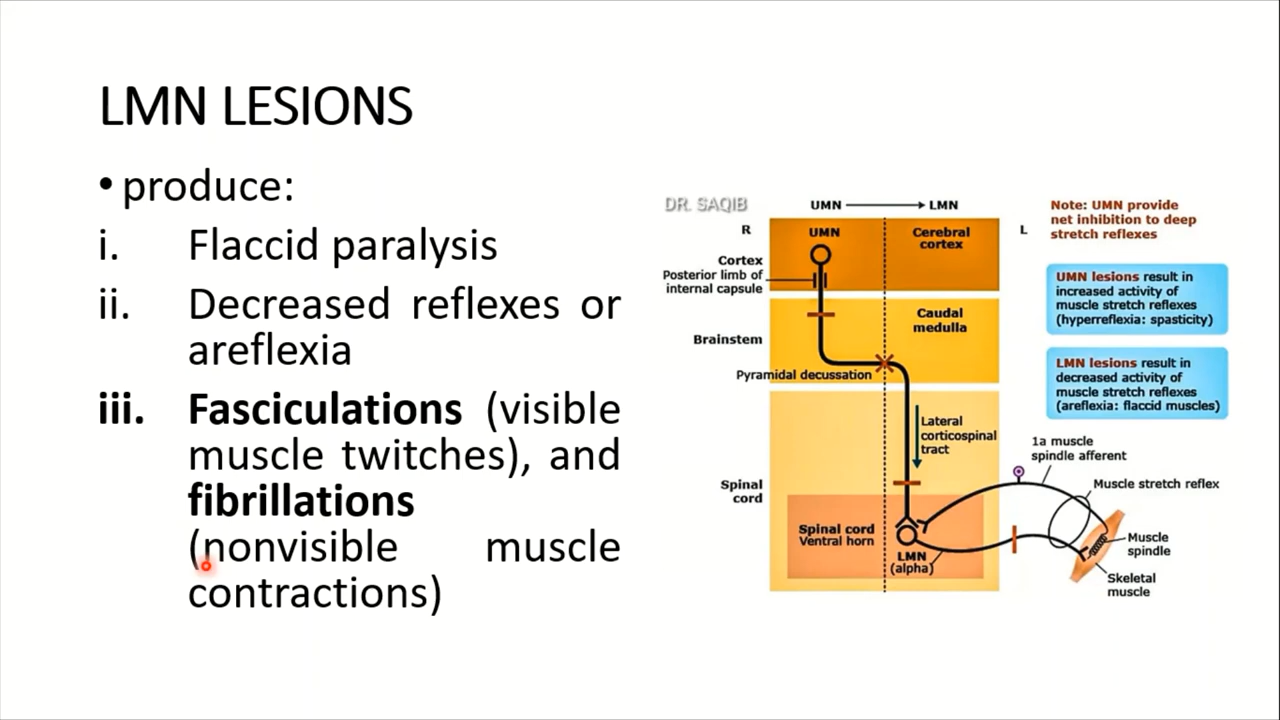 LMN LESIONS
• produce:
i. Flaccid paralysis
ii. Decreased reflexes or
areflexia
iii. Fasciculations (visible
muscle twitches), and
fibrillations
(nonvisible muscle
contractions)
DR. SAQIB
UMN LMN
R
UMN
Cerebral
cortex
L
Cortex
Posterior limb of
internal capsule
Caudal
medulla
Brainstem
Pyramidal decussation
Lateral
corticospinal
tract
Spinal
cord
Spinal cord
Ventral horn
LMN
(alpha)
Note: UMN provide
net inhibition to deep
stretch reflexes
UMN lesions result in
increased activity of
muscle stretch reflexes
(hyperreflexia: spasticity)
LMN lesions result in
decreased activity of
muscle stretch reflexes
(areflexia: flaccid muscles)
1a muscle
spindle afferent
Muscle stretch reflex
Muscle
spindle
Skeletal
muscle